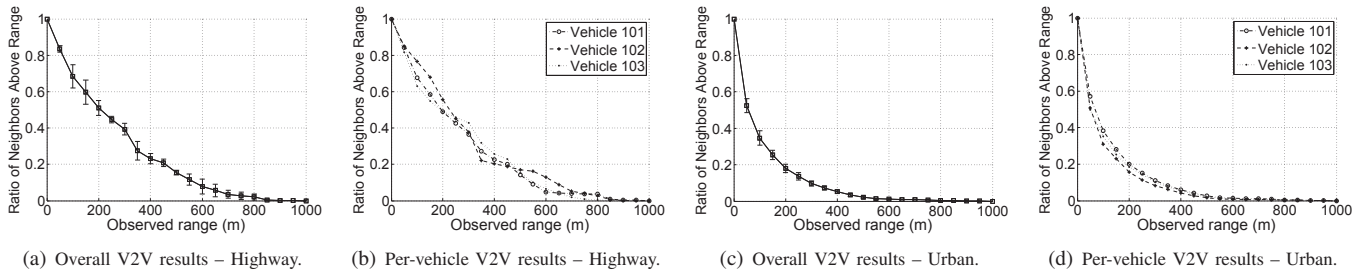 Ratio of Neighbors Above Range
1
0.8
0.6
0.4
0.2
0
0 200 400 600 800 1000
Observed range (m)
(a) Overall V2V results – Highway.
Ratio of Neighbors Above Range
1
0.8
0.6
0.4
0.2
0
Vehicle 101
Vehicle 102
Vehicle 103
0 200 400 600 800 1000
Observed range (m)
(b) Per-vehicle V2V results – Highway.
Ratio of Neighbors Above Range
1
0.8
0.6
0.4
0.2
0
0 200 400 600 800 1000
Observed range (m)
(c) Overall V2V results – Urban.
Ratio of Neighbors Above Range
1
0.8
0.6
0.4
0.2
0
Vehicle 101
Vehicle 102
Vehicle 103
0 200 400 600 800 1000
Observed range (m)
(d) Per-vehicle V2V results – Urban.